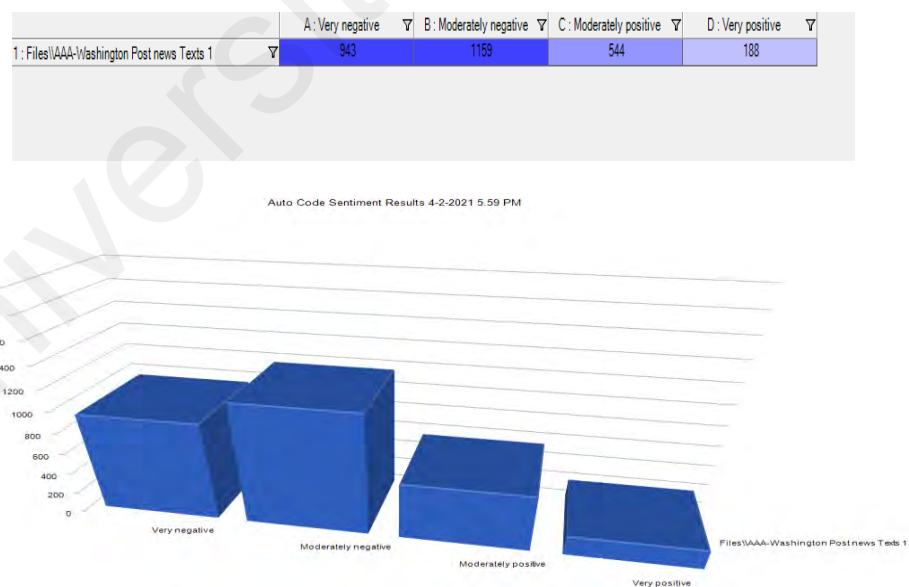 A : Very negative B : Moderately negative C : Moderately positive D : Very positive
1 : Files\\AAA-Washington Post news Texts 1 943 1159 544 188
Auto Code Sentiment Results 4-2-2021 5.59 PM
1200
1000
800
600
400
200
0
Very negative
Moderately negative
Moderately positive
Very positive
Files\\AAA-Washington Post news Texts 1